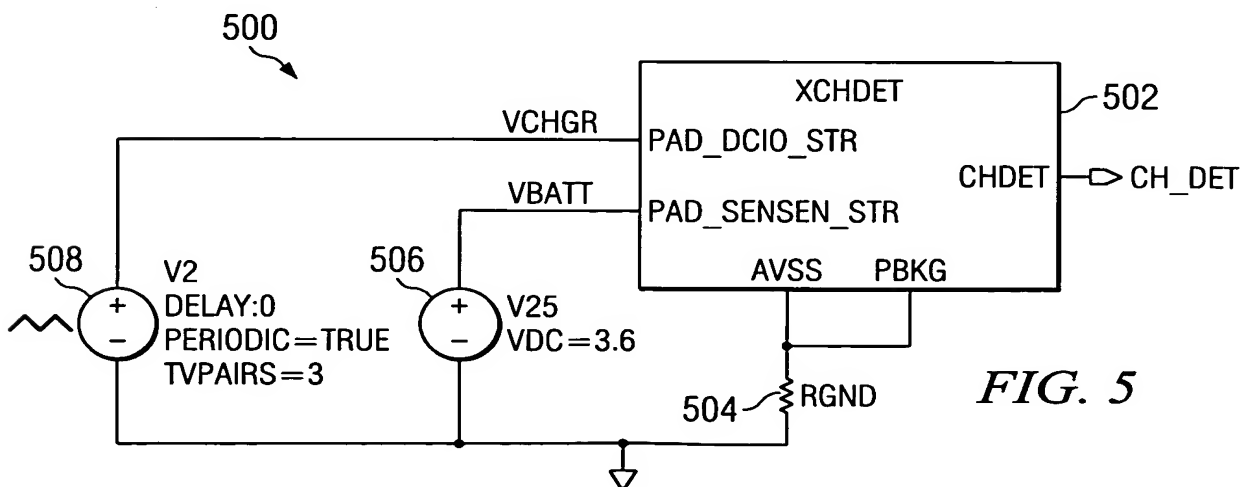 500
XCHDET
502
VCHGR
PAD_DCIO_STR
CHDET
CH_DET
VBATT
PAD_SENSEN_STR
508
V2
DELAY:0
PERIODIC=TRUE
TVPAIRS=3
506
V25
VDC=3.6
AVSS
PBKG
504
RGND
FIG. 5
+
−
+
−